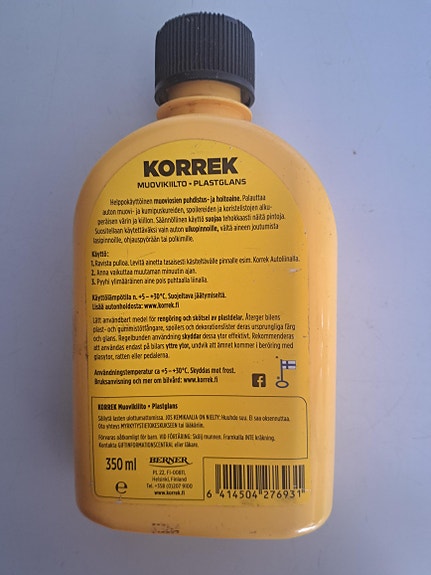 KORREK
MUOVIKIILTO • PLASTGLANS
Helppokäyttöinen muoviosien puhdistus- ja hoitoaine. Palauttaa
auton muovi- ja kumipuskureiden, spoilereiden ja koristelistojen alku-
peräisen värin ja kiillon. Säännöllinen käyttö suojaa tehokkaasti näitä pintoja.
Suositellaan käytettäväksi vain auton ulkopinnoille, vältä aineen joutumista
lasipinnoille, ohjauspyörään tai polkimille.
Käyttö:
1. Ravista pulloa. Levitä ainetta tasaisesti käsiteltävälle pinnalle esim. Korrek Autoliinalla.
2. Anna vaikuttaa muutaman minuutin ajan.
3. Pyyhi ylimääräinen aine pois puhtaalla liinalla.
Käyttölämpötila n. +5 – +30°C. Suojeltava jäätymiseltä.
Lisää autonhoidosta: www.korrek.fi
Lätt användbart medel för rengöring och skötsel av plastdelar. Återger bilens
plast- och gummistötfångare, spoilers och dekorationslister deras ursprungliga färg
och glans. Regelbunden användning skyddar dessa ytor effektivt. Rekommenderas
att användas endast på bilars yttre ytor, undvik att ämnet kommer i beröring med
glasytor, ratten eller pedalerna.
Användningstemperatur ca +5 – +30°C. Skyddas mot frost.
Bruksanvisning och mer om bilvård: www.korrek.fi
KORREK Muovikiilto • Plastglans
Säilytä lasten ulottumattomissa. JOS KEMIKAALIA ON NIELTY: Huuhdo suu. EI saa oksennuttaa.
Ota yhteys MYRKYTYSTIETOKESKUKSEEN tai lääkäriin.
Förvaras oåtkomligt för barn. VID FÖRTÄRING: Skölj munnen. Framkalla INTE kräkning.
Kontakta GIFTINFORMATIONSCENTRAL eller läkare.
350 ml
BERNER
PL 22, FI-00811,
Helsinki, Finland
Tel. +358 (0)207 9100
www.korrek.fi
℮
6 414504 276931